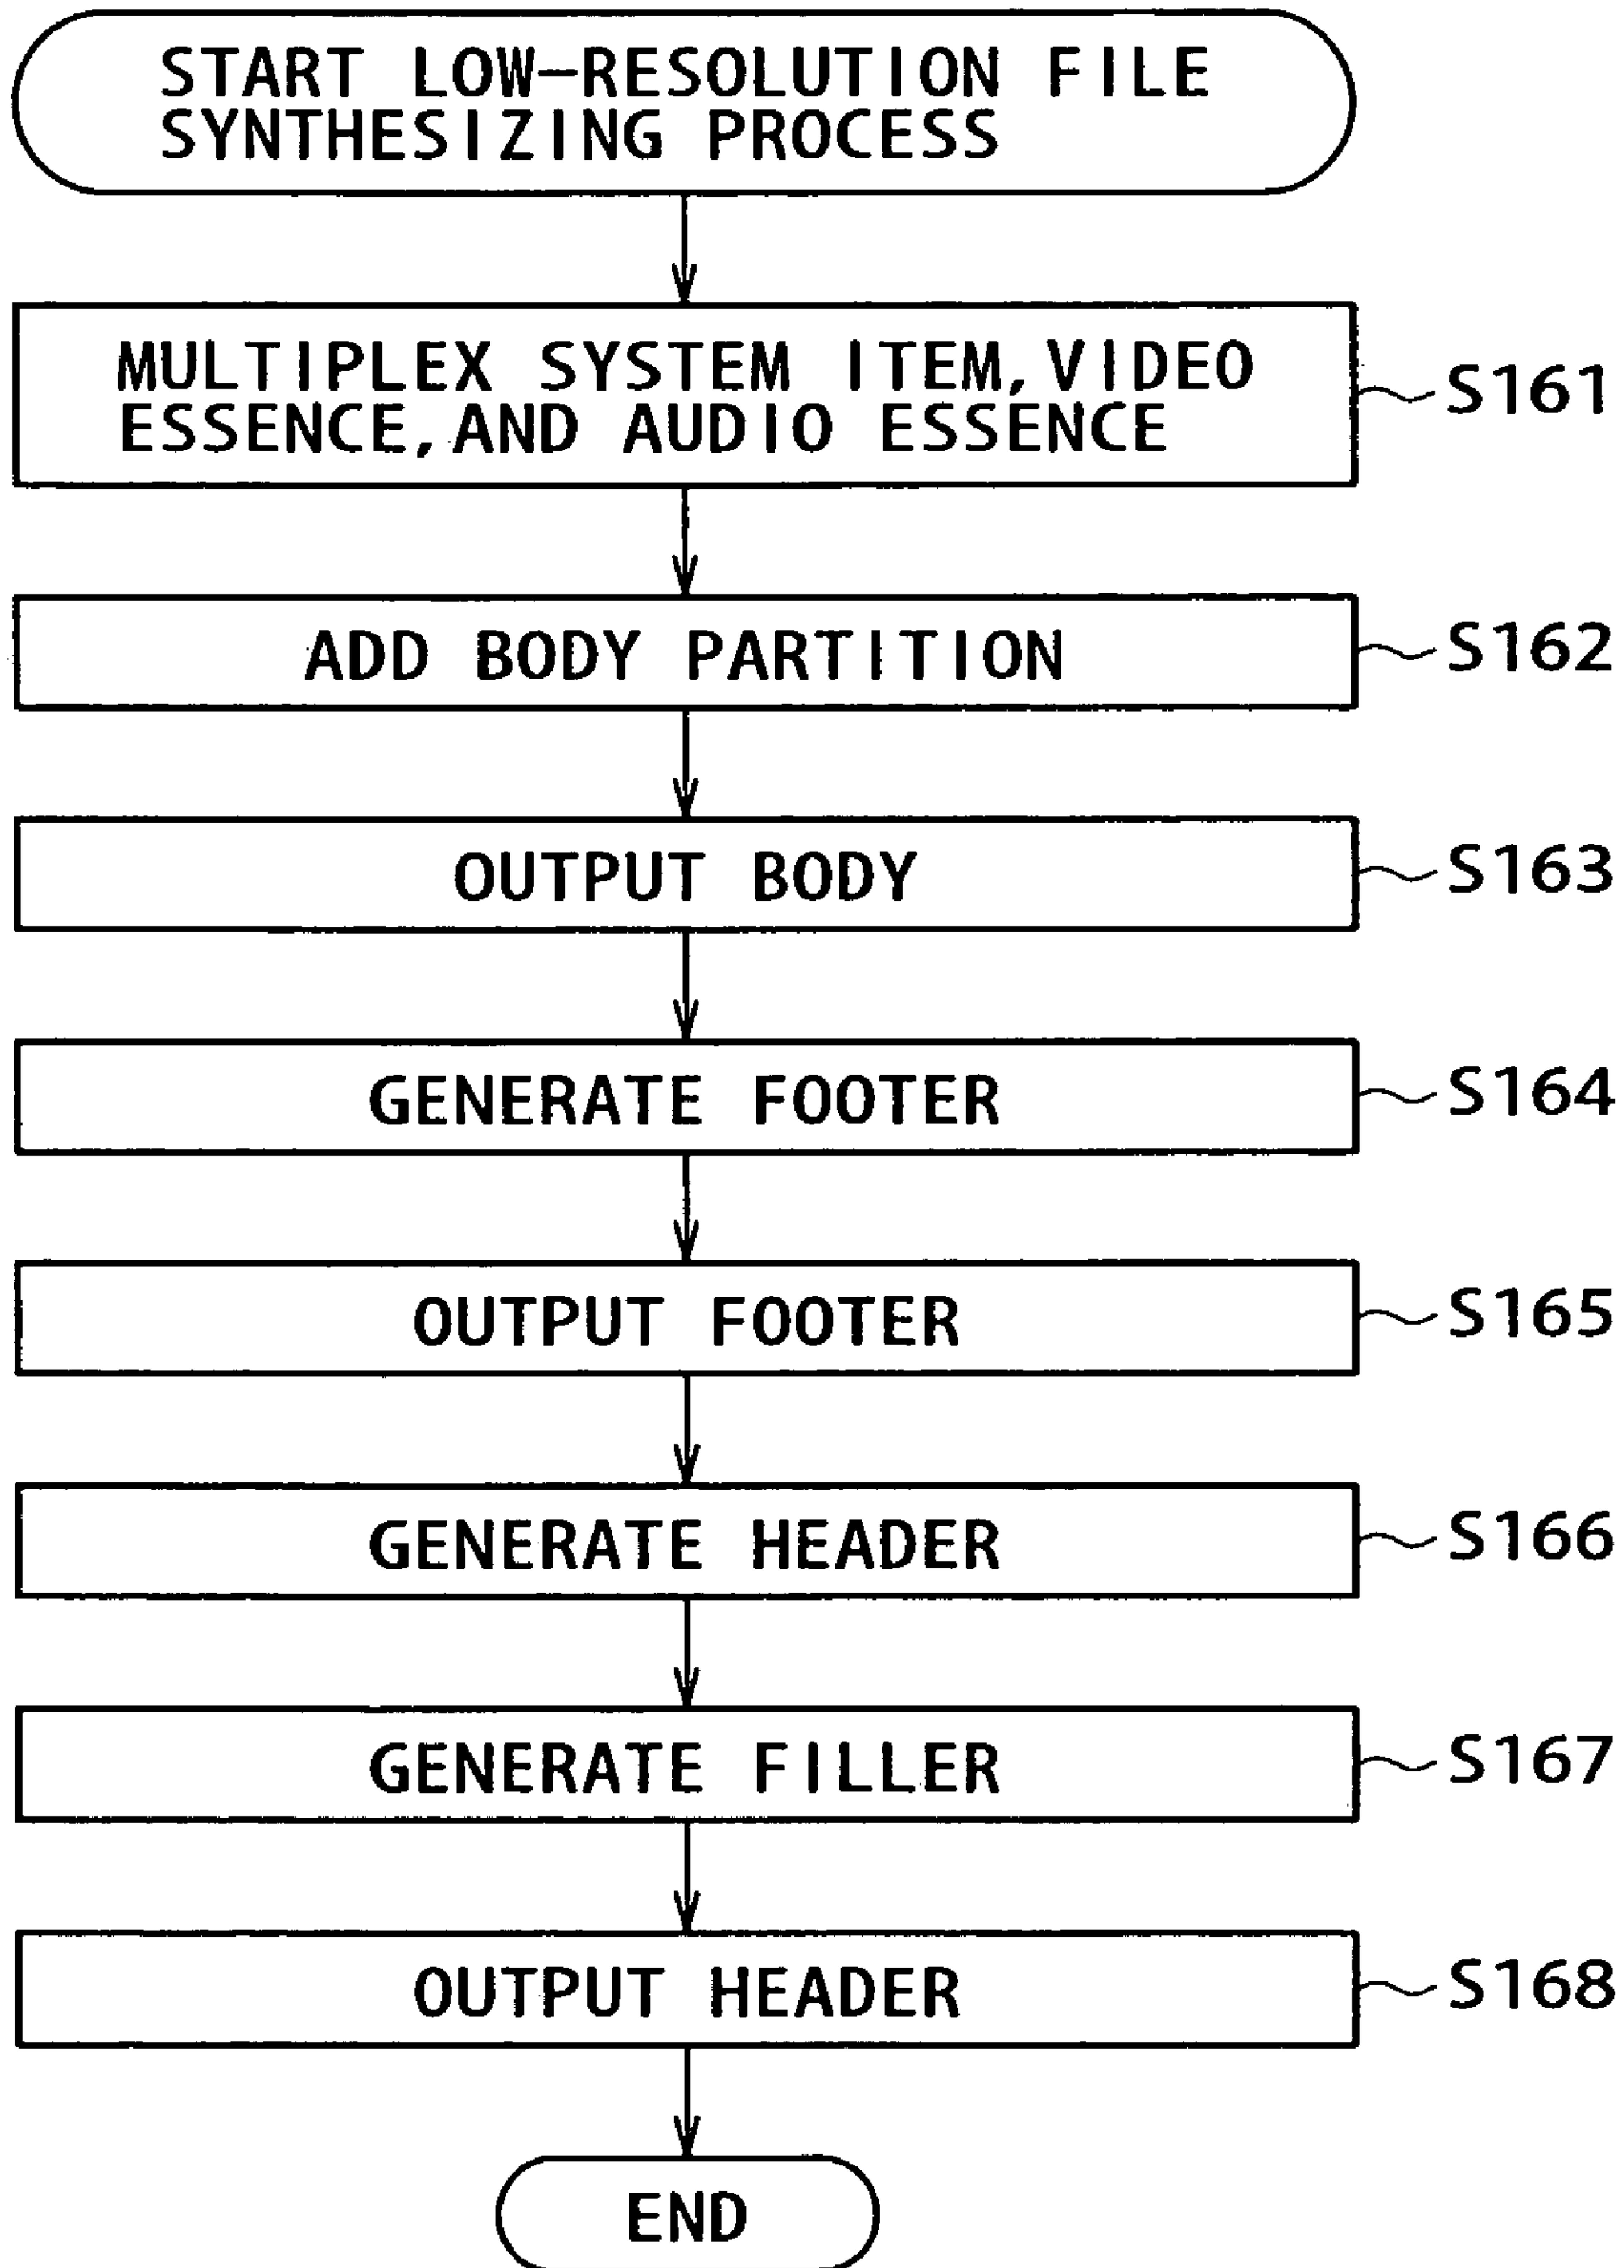 START LOW-RESOLUTION FILE
SYNTHESIZING PROCESS
MULTIPLEX SYSTEM ITEM, VIDEO
ESSENCE, AND AUDIO ESSENCE
S161
ADD BODY PARTITION
S162
OUTPUT BODY
S163
GENERATE FOOTER
S164
OUTPUT FOOTER
S165
GENERATE HEADER
S166
GENERATE FILLER
S167
OUTPUT HEADER
S168
END